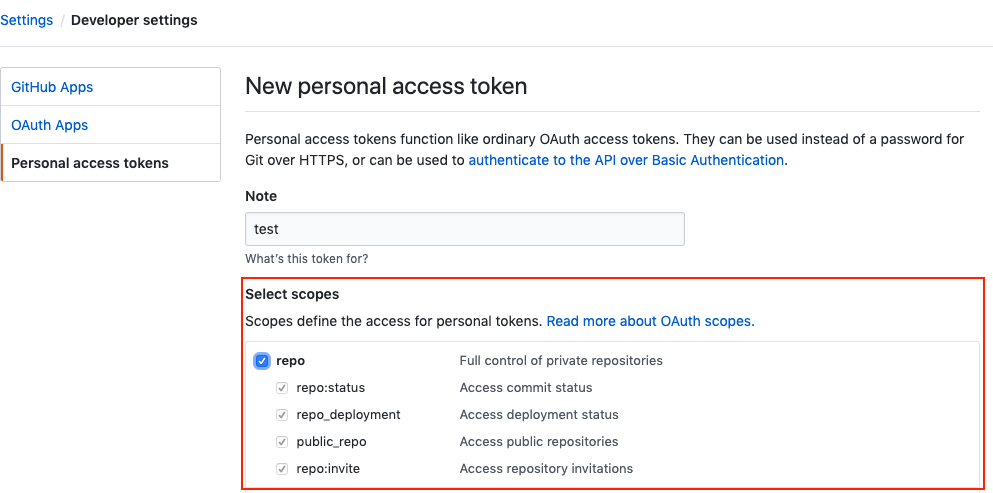 Settings / Developer settings
GitHub Apps
OAuth Apps
Personal access tokens
New personal access token
Personal access tokens function like ordinary OAuth access tokens. They can be used instead of a password for
Git over HTTPS, or can be used to authenticate to the API over Basic Authentication.
Note
test
What's this token for?
Select scopes
Scopes define the access for personal tokens. Read more about OAuth scopes.
repo Full control of private repositories
repo:status Access commit status
repo_deployment Access deployment status
public_repo Access public repositories
repo:invite Access repository invitations